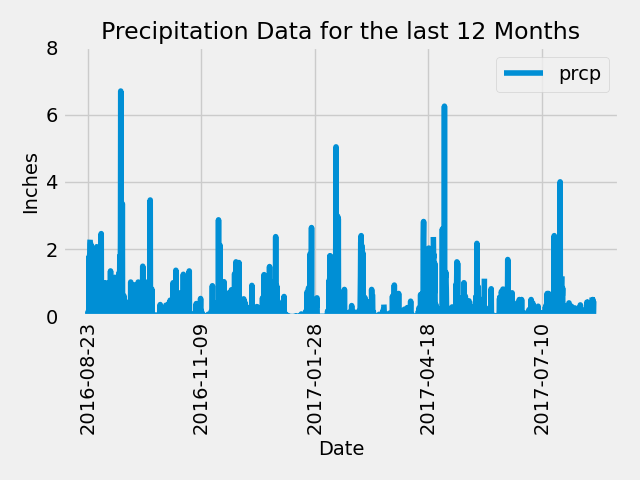 Precipitation Data for the last 12 Months
prcp
Inches
8
6
4
2
0
2016-08-23
2016-11-09
2017-01-28
2017-04-18
2017-07-10
Date